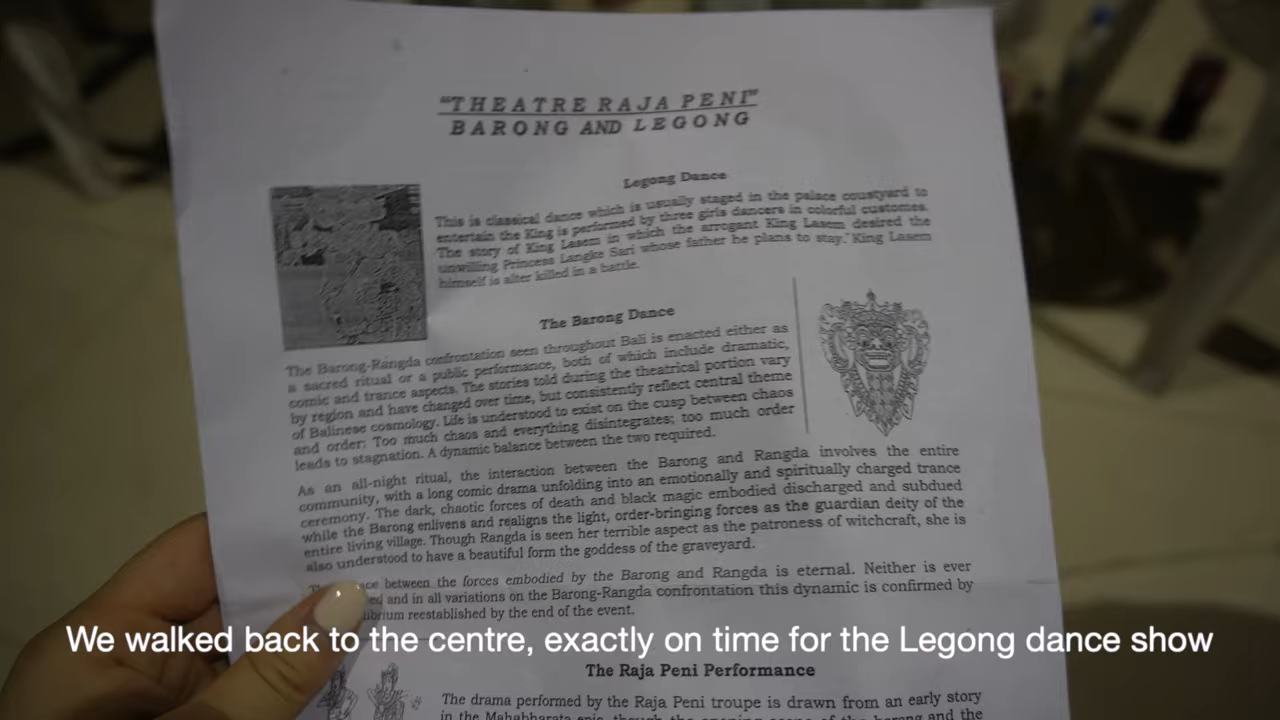 "THEATRE RAJA PENI"
BARONG AND LEGONG
Legong Dance
This is classical dance which is usually staged in the palace coustyard to
entertain the King is performed by three girls dancers in colorful customes.
The story of King Lasem in which the arrogant King Lasem desired the
unwilling Princess Langke Sari whose father he plans to stay." King Lasem
himself is alter killed in a battle.
The Barong Dance
The Barong-Rangda confrontation seen throughout Bali is enacted either as
a sacred ritual or a public performance, both of which include dramatic,
comic and trance aspects. The stories told during the theatrical portion vary
by region and have changed over time, but consistently reflect central theme
of Balinese cosmology. Life is understood to exist on the cusp between chaos
and order: Too much chaos and everything disintegrates; too much order
leads to stagnation. A dynamic balance between the two required.
As an all-night ritual, the interaction between the Barong and Rangda involves the entire
community, with a long comic drama unfolding into an emotionally and spiritually charged trance
ceremony. The dark, chaotic forces of death and black magic embodied discharged and subdued
while the Barong enlivens and realigns the light, order-bringing forces as the guardian deity of the
entire living village. Though Rangda is seen her terrible aspect as the patroness of witchcraft, she is
also understood to have a beautiful form the goddess of the graveyard.
between the forces embodied by the Barong and Rangda is eternal. Neither is ever
and in all variations on the Barong-Rangda confrontation this dynamic is confirmed by
reestablished by the end of the event.
We walked back to the centre, exactly on time for the Legong dance show
The Raja Peni Performance
The drama performed by the Raja Peni troupe is drawn from an early story
in the Mahabharata epic, though the opening scene of the barong and the